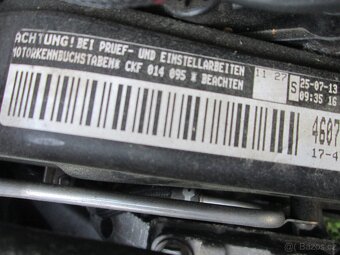 ACHTUNG! BEI PRUEF- UND EINSTELLARBEITEN
MOTORKENNBUCHSTABEN* CKF 014 095 * BEACHTEN
11 27
S
25-07-13
09:35 16
4607
17-4